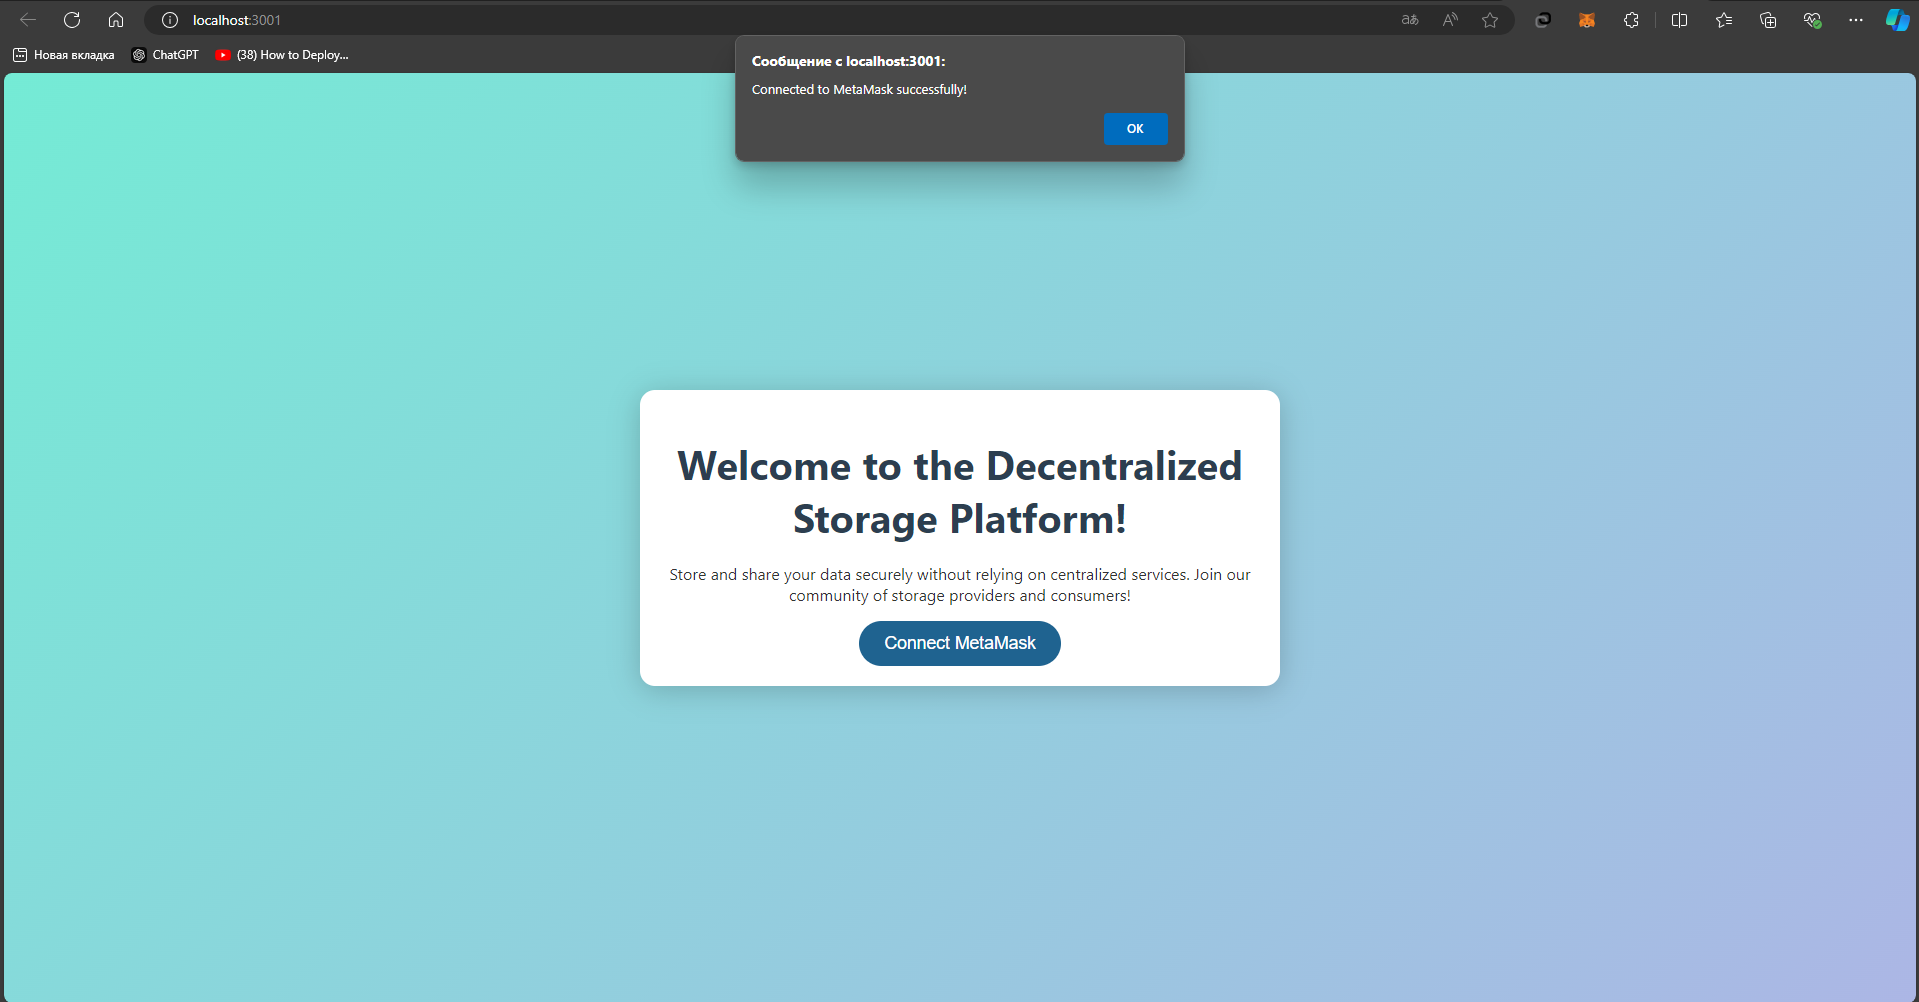 localhost:3001
Новая вкладка
ChatGPT
(38) How to Deploy...
Сообщение с localhost:3001:
Connected to MetaMask successfully!
OK
Welcome to the Decentralized
Storage Platform!
Store and share your data securely without relying on centralized services. Join our
community of storage providers and consumers!
Connect MetaMask